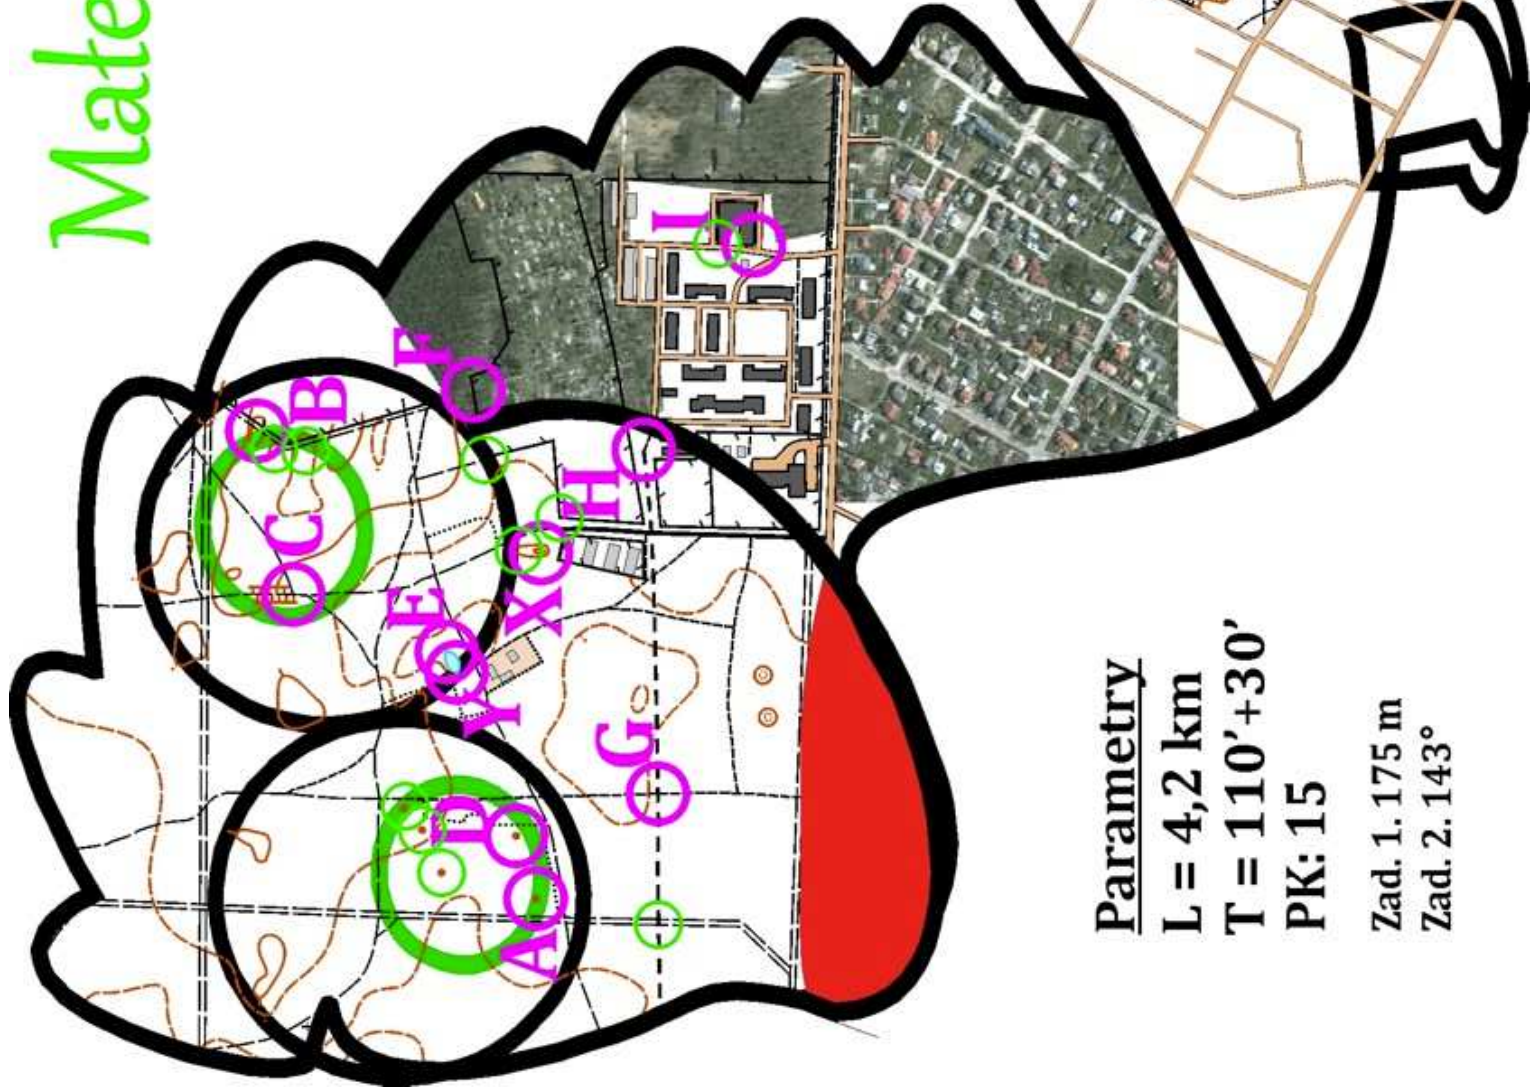 Mate
I
F
B
H
C
X
E
Y
G
D
A
Parametry
L = 4,2 km
T = 110’+30’
PK: 15
Zad. 1. 175 m
Zad. 2. 143°